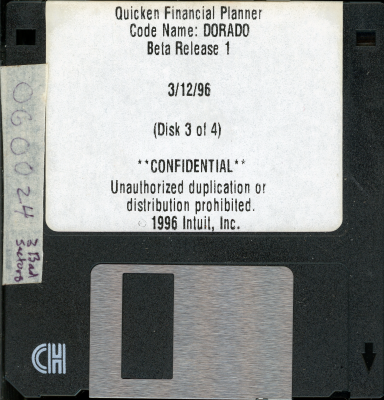 Quicken Financial Planner
Code Name: DORADO
Beta Release 1
3/12/96
(Disk 3 of 4)
**CONFIDENTIAL**
Unauthorized duplication or
distribution prohibited.
© 1996 Intuit, Inc.
060024
3 Bad
Sectors
CH